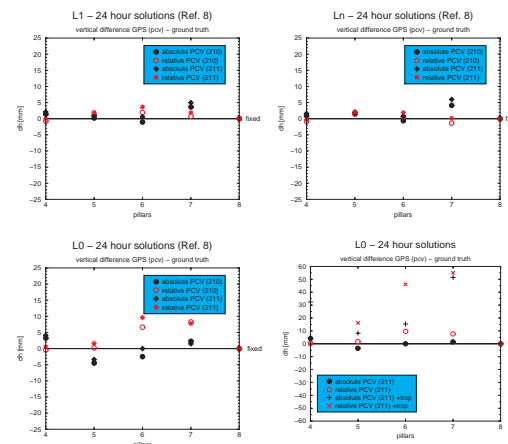 L1 – 24 hour solutions (Ref. 8)
vertical difference GPS (pcv) – ground truth
25
20
15
10
5
0
−5
−10
−15
−20
−25
dh [mm]
absolute PCV (210)
relative PCV (210)
absolute PCV (211)
relative PCV (211)
fixed
4 5 6 7 8
pillars
Ln – 24 hour solutions (Ref. 8)
vertical difference GPS (pcv) – ground truth
25
20
15
10
5
0
−5
−10
−15
−20
−25
dh [mm]
absolute PCV (210)
relative PCV (210)
absolute PCV (211)
relative PCV (211)
f
4 5 6 7 8
pillars
L0 – 24 hour solutions (Ref. 8)
vertical difference GPS (pcv) – ground truth
25
20
15
10
5
0
−5
−10
−15
−20
−25
dh [mm]
absolute PCV (210)
relative PCV (210)
absolute PCV (211)
relative PCV (211)
fixed
4 5 6 7 8
pillars
L0 – 24 hour solutions
vertical difference GPS (pcv) – ground truth
60
50
40
30
20
10
0
−10
−20
−30
−40
−50
−60
dh [mm]
absolute PCV (211)
relative PCV (211)
absolute PCV (211) +trop
relative PCV (211) +trop
4 5 6 7 8
pillars